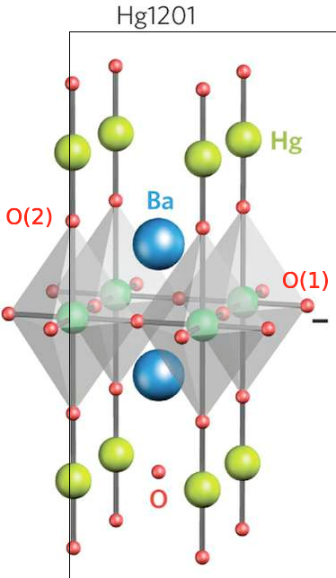 Hg1201
Hg
Ba
O(2)
O(1)
O